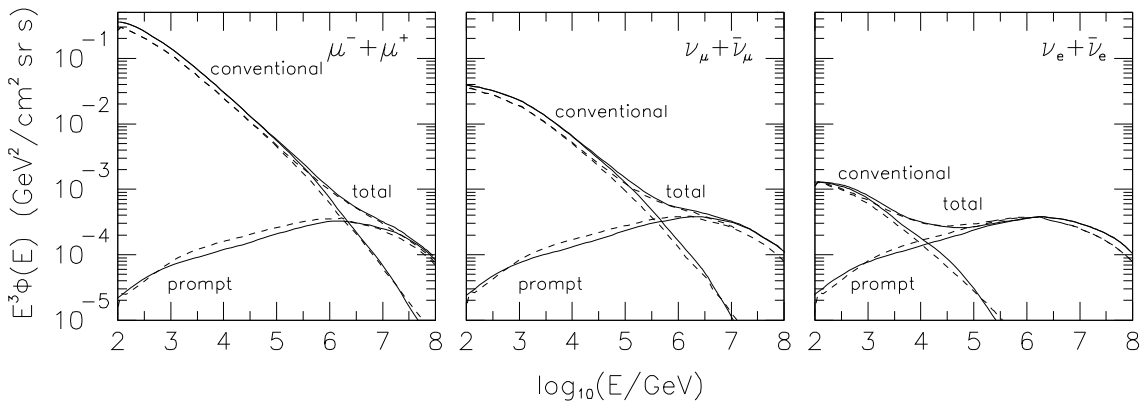 E³Φ(E) (GeV²/cm² sr s)
10⁻¹
10⁻²
10⁻³
10⁻⁴
10⁻⁵
μ⁻+μ⁺
conventional
total
prompt
2 3 4 5 6 7 8
ν_μ+ν̄_μ
conventional
total
prompt
2 3 4 5 6 7 8
ν_e+ν̄_e
conventional
total
prompt
2 3 4 5 6 7 8
log₁₀(E/GeV)